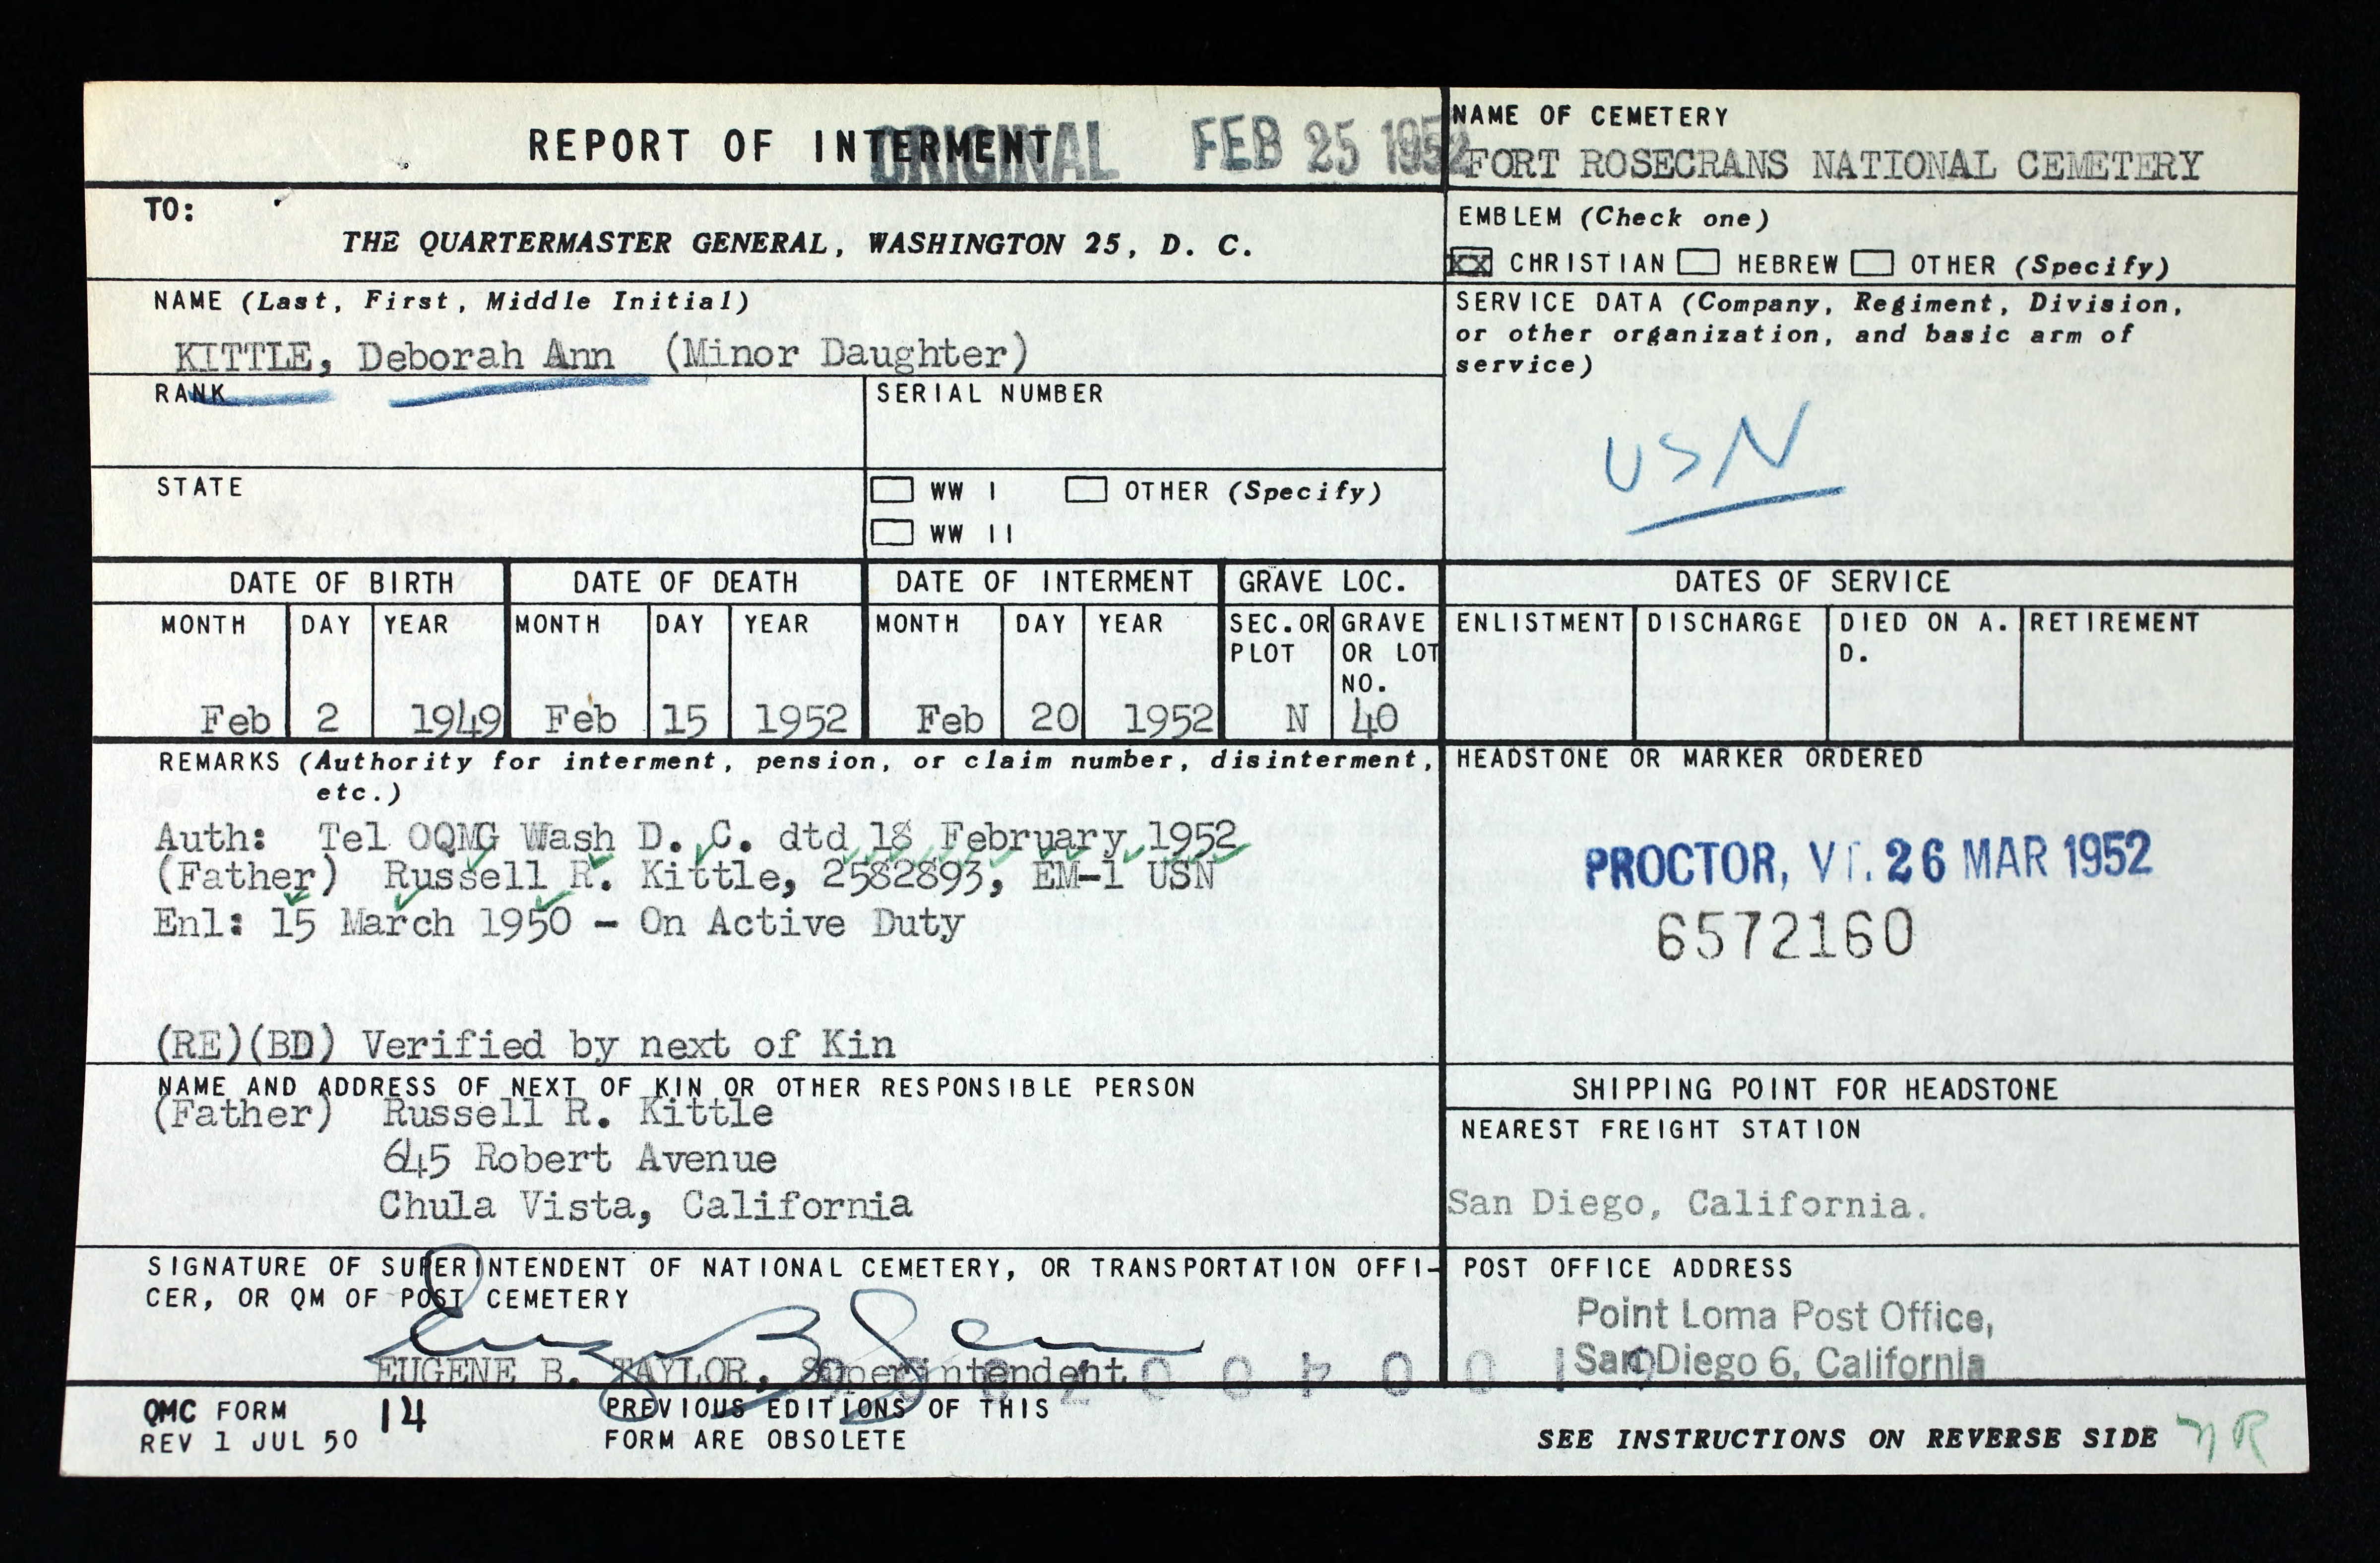 REPORT OF INTERMENT
ORIGINAL FEB 25 1952
NAME OF CEMETERY
FORT ROSECRANS NATIONAL CEMETERY
TO:
THE QUARTERMASTER GENERAL, WASHINGTON 25, D. C.
EMBLEM (Check one)
XX CHRISTIAN HEBREW OTHER (Specify)
NAME (Last, First, Middle Initial)
KITTLE, Deborah Ann (Minor Daughter)
SERVICE DATA (Company, Regiment, Division,
or other organization, and basic arm of
service)
USN
RANK
SERIAL NUMBER
STATE
WW I OTHER (Specify)
WW II
DATE OF BIRTH DATE OF DEATH DATE OF INTERMENT GRAVE LOC. DATES OF SERVICE
MONTH DAY YEAR MONTH DAY YEAR MONTH DAY YEAR SEC. OR GRAVE ENLISTMENT DISCHARGE DIED ON A. RETIREMENT
PLOT OR LOT D.
NO.
Feb 2 1949 Feb 15 1952 Feb 20 1952 N 40
REMARKS (Authority for interment, pension, or claim number, disinterment,
etc.)
Auth: Tel OQMG Wash D. C. dtd 18 February 1952
(Father) Russell R. Kittle, 2582893, EM-1 USN
Enl: 15 March 1950 - On Active Duty
(RE)(BD) Verified by next of Kin
HEADSTONE OR MARKER ORDERED
PROCTOR, VT. 26 MAR 1952
6572160
NAME AND ADDRESS OF NEXT OF KIN OR OTHER RESPONSIBLE PERSON
(Father) Russell R. Kittle
645 Robert Avenue
Chula Vista, California
SHIPPING POINT FOR HEADSTONE
NEAREST FREIGHT STATION
San Diego, California.
SIGNATURE OF SUPERINTENDENT OF NATIONAL CEMETERY, OR TRANSPORTATION OFFI-
CER, OR QM OF POST CEMETERY
EUGENE B. TAYLOR, Superintendent
POST OFFICE ADDRESS
Point Loma Post Office,
San Diego 6, California
QMC FORM 14
REV 1 JUL 50
PREVIOUS EDITIONS OF THIS
FORM ARE OBSOLETE
SEE INSTRUCTIONS ON REVERSE SIDE